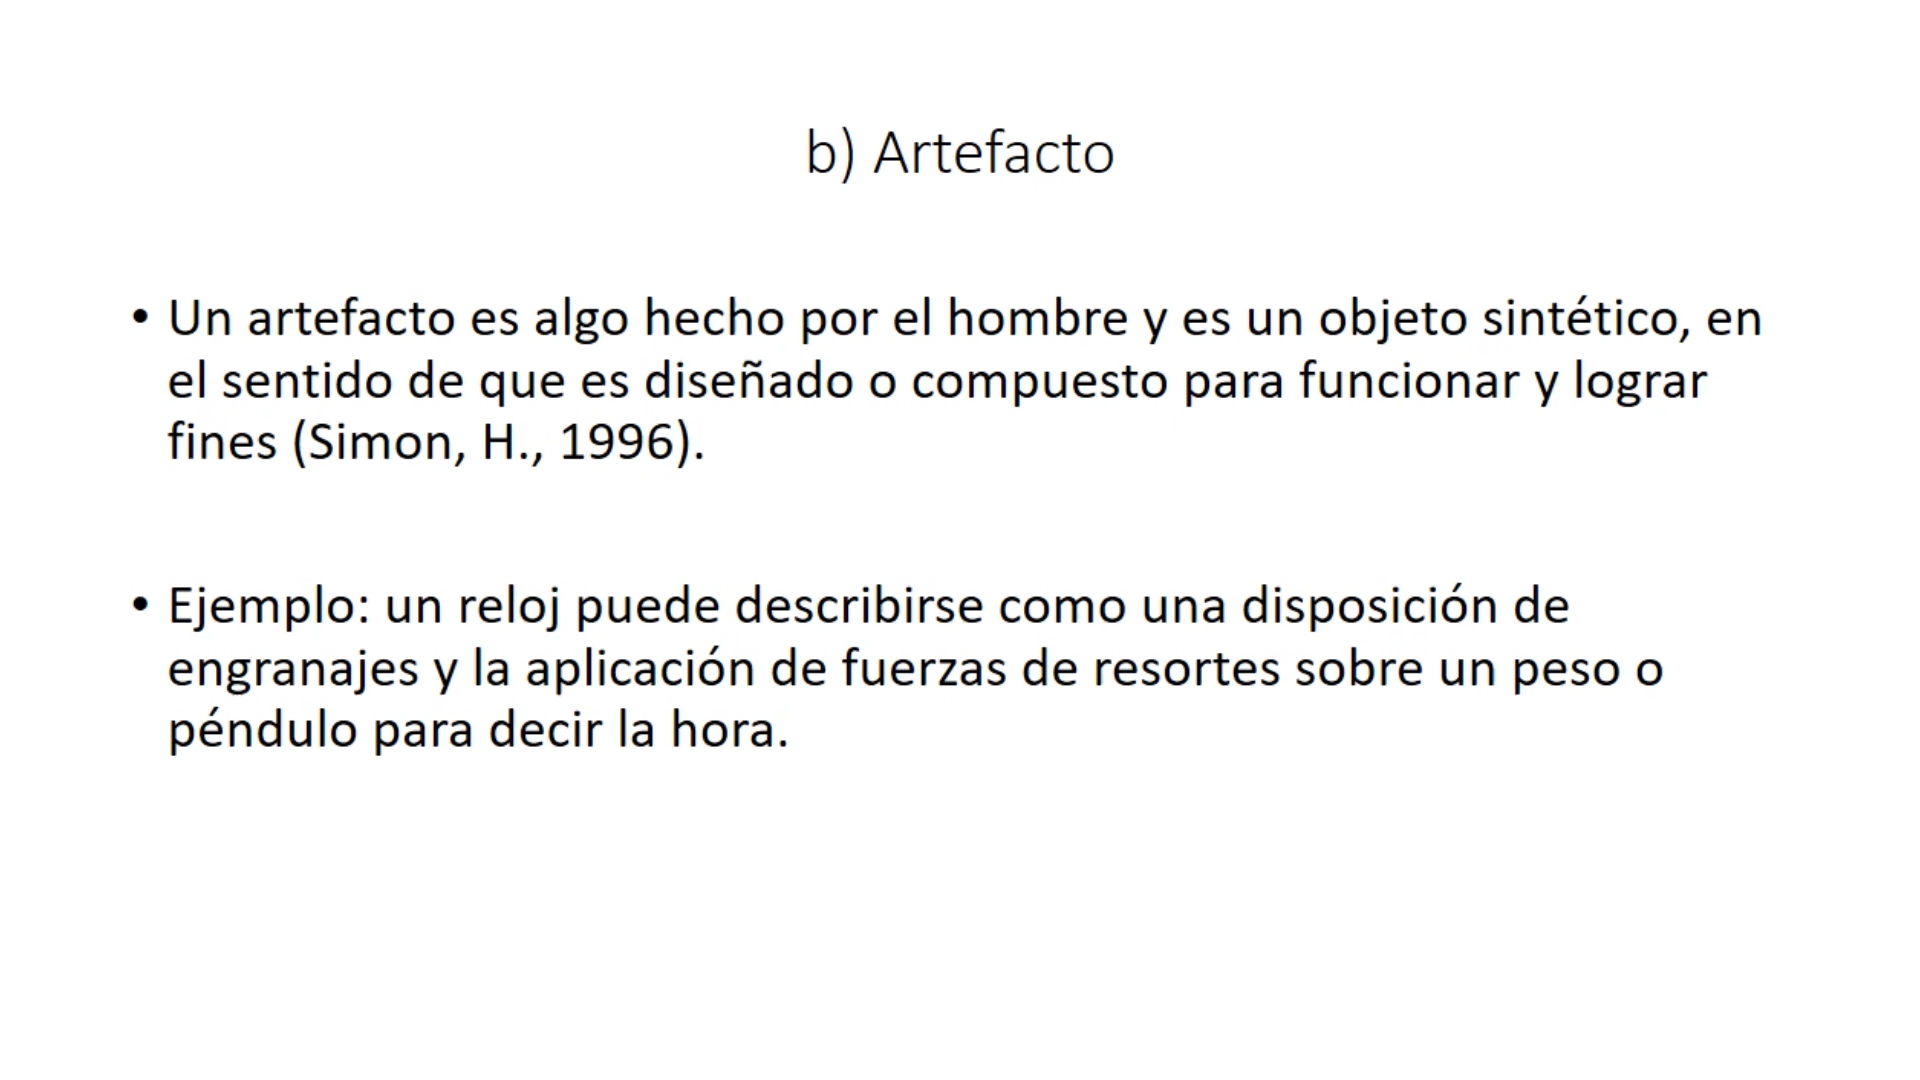 b) Artefacto
• Un artefacto es algo hecho por el hombre y es un objeto sintético, en
el sentido de que es diseñado o compuesto para funcionar y lograr
fines (Simon, H., 1996).
• Ejemplo: un reloj puede describirse como una disposición de
engranajes y la aplicación de fuerzas de resortes sobre un peso o
péndulo para decir la hora.